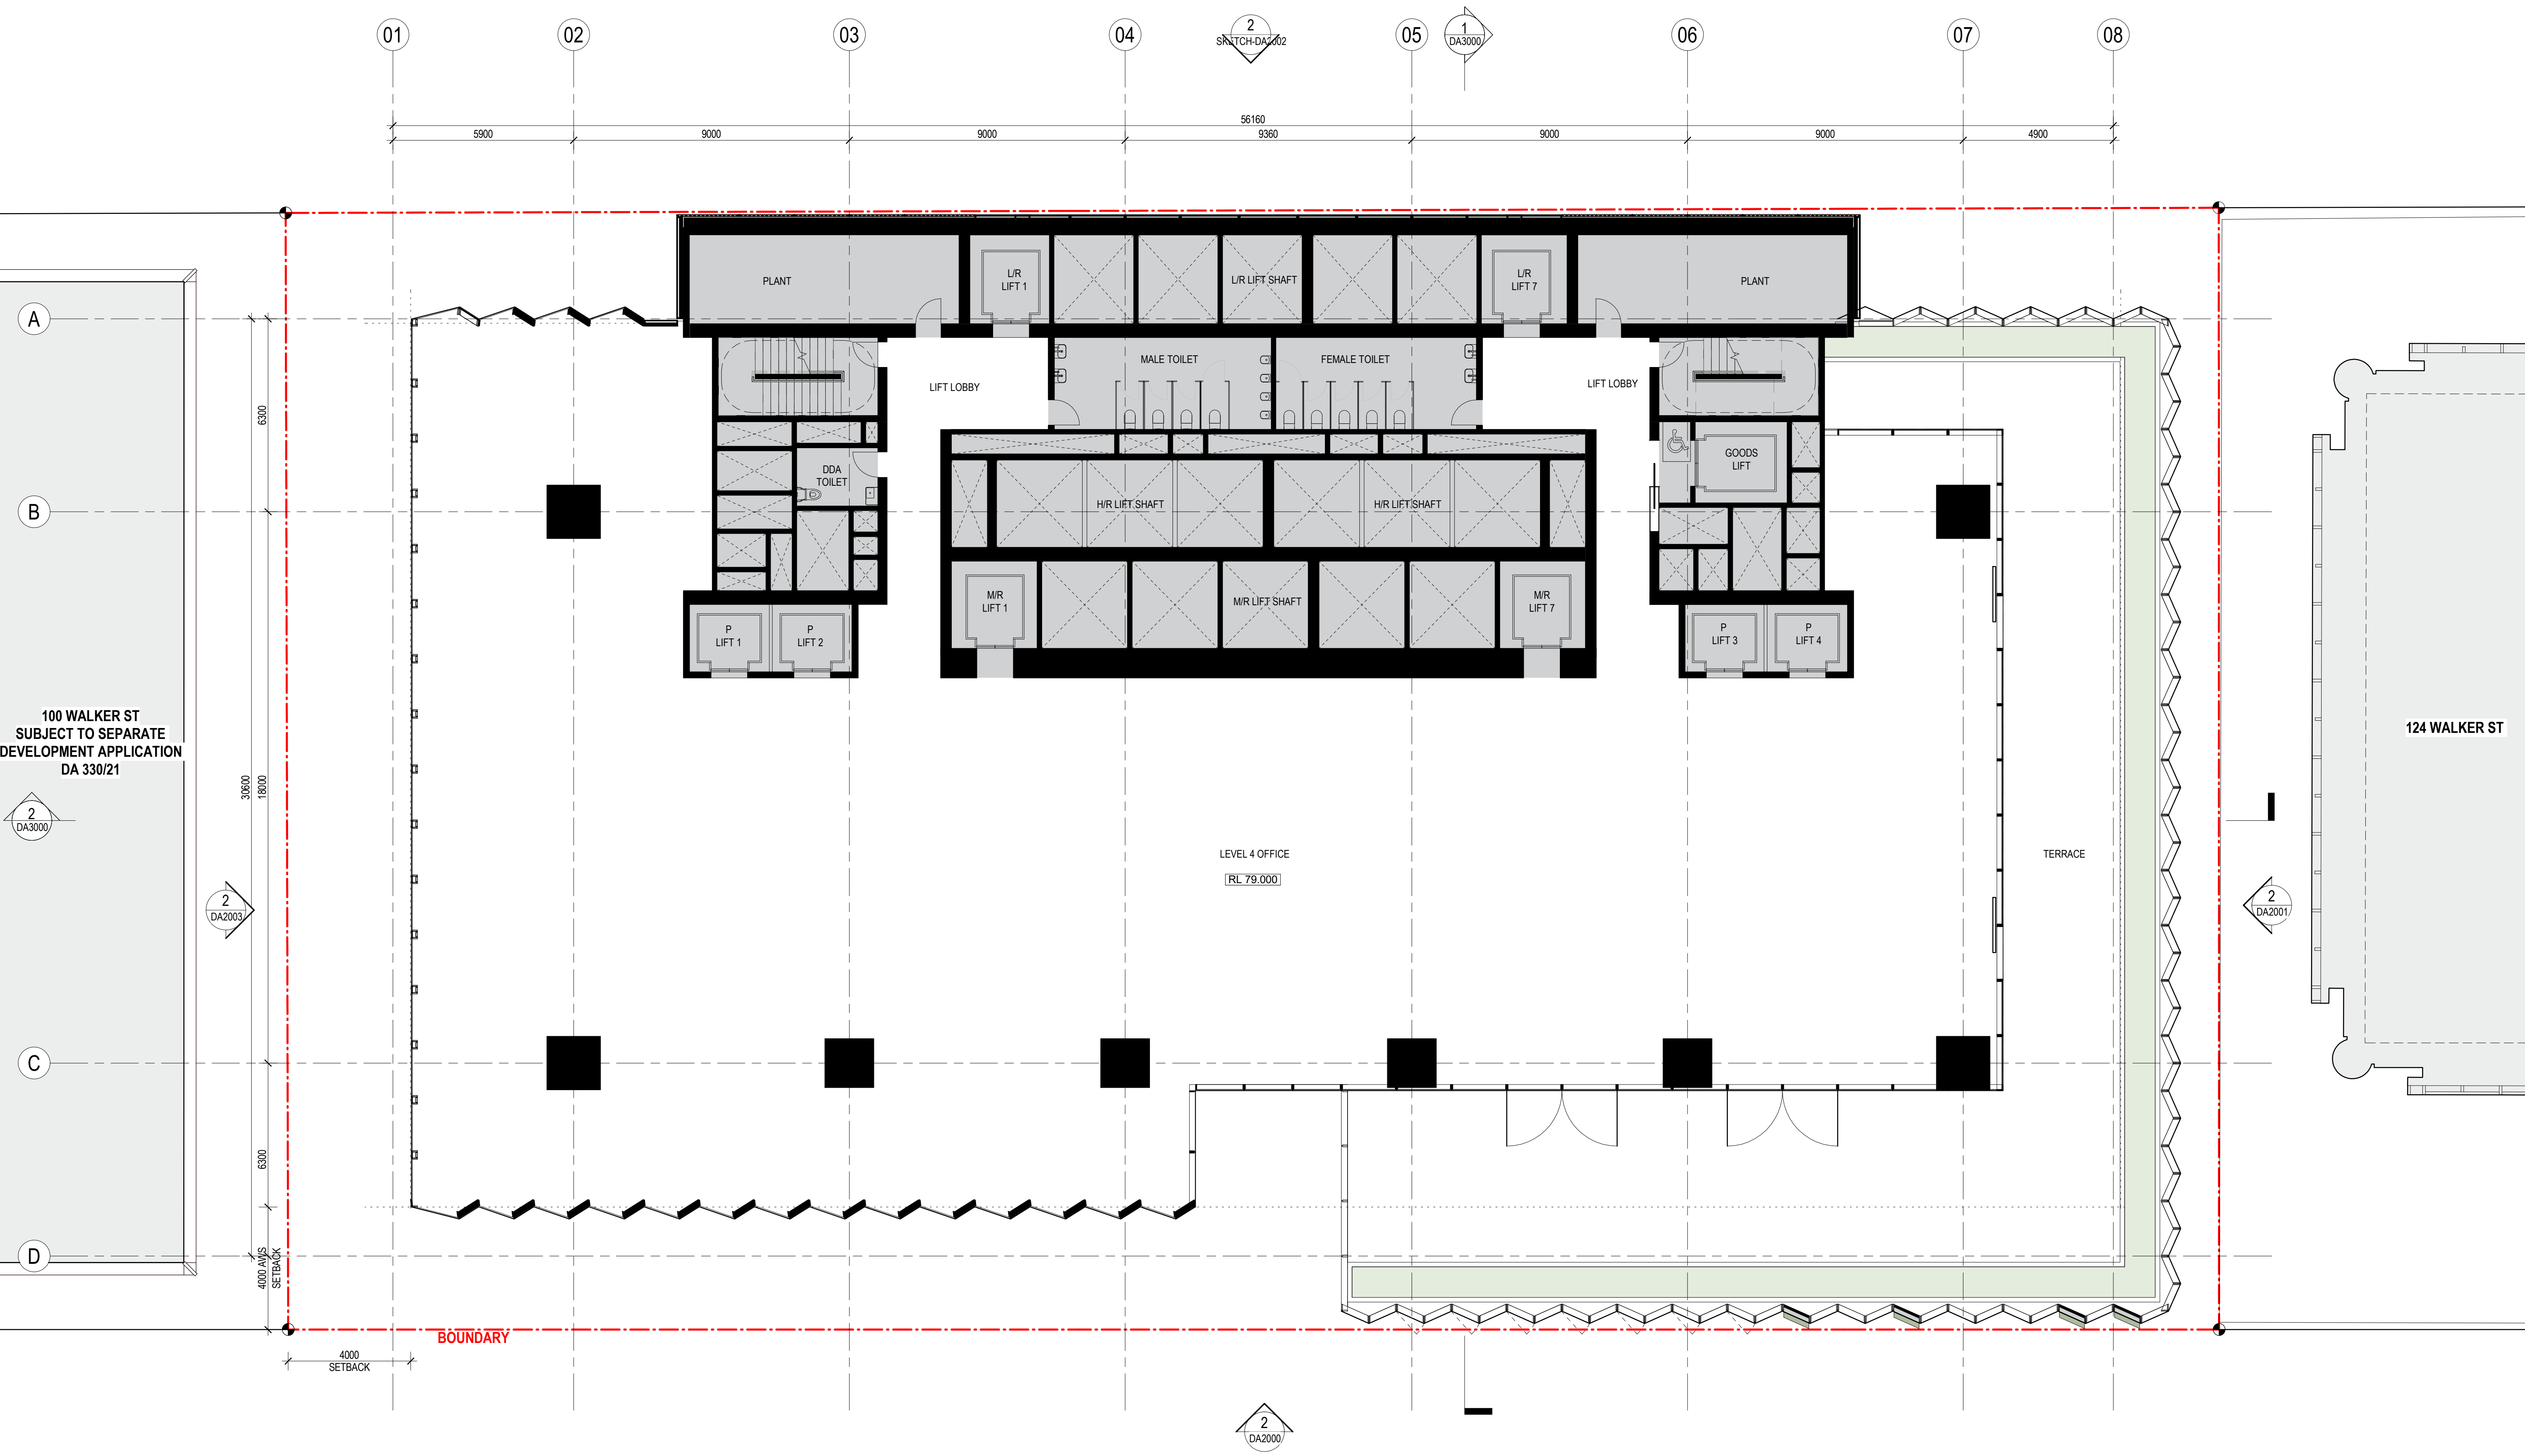 01
02
03
04
2
SKETCH-DA2002
05
1
DA3000
06
07
08
56160
5900
9000
9000
9360
9000
9000
4900
PLANT
L/R
LIFT 1
L/R LIFT SHAFT
L/R
LIFT 7
PLANT
A
MALE TOILET
FEMALE TOILET
LIFT LOBBY
LIFT LOBBY
6300
DDA
TOILET
GOODS
LIFT
B
H/R LIFT SHAFT
H/R LIFT SHAFT
M/R
LIFT 1
M/R LIFT SHAFT
M/R
LIFT 7
P
LIFT 1
P
LIFT 2
P
LIFT 3
P
LIFT 4
100 WALKER ST
SUBJECT TO SEPARATE
DEVELOPMENT APPLICATION
DA 330/21
124 WALKER ST
30600
18000
2
DA3000
LEVEL 4 OFFICE
RL 79.000
TERRACE
2
DA2003
2
DA2001
C
6300
D
4000 AWS
SETBACK
BOUNDARY
4000
SETBACK
2
DA2000